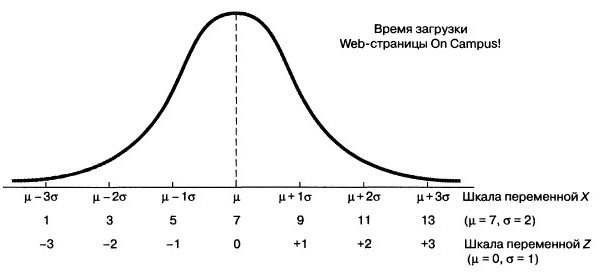 Время загрузки
Web-страницы On Campus!
μ – 3σ μ – 2σ μ – 1σ μ μ + 1σ μ + 2σ μ + 3σ Шкала переменной X
1 3 5 7 9 11 13 (μ = 7, σ = 2)
–3 –2 –1 0 +1 +2 +3 Шкала переменной Z
(μ = 0, σ = 1)